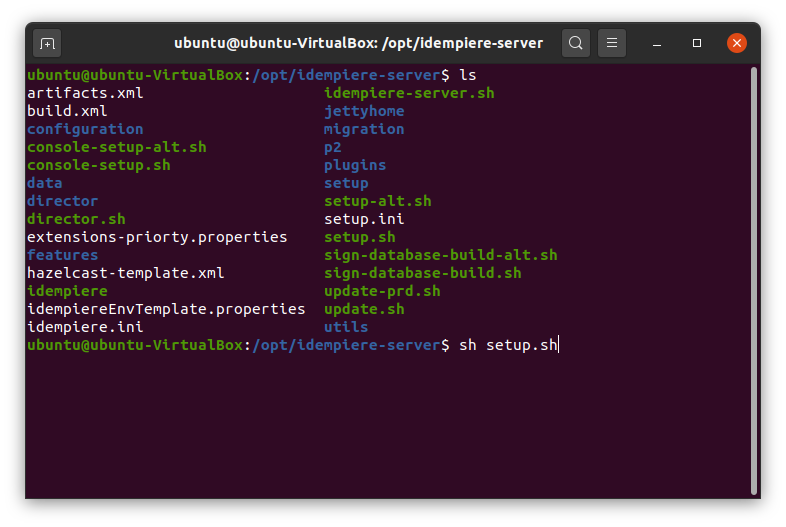 ubuntu@ubuntu-VirtualBox: /opt/idempiere-server
ubuntu@ubuntu-VirtualBox:/opt/idempiere-server$ ls
artifacts.xml idempiere-server.sh
build.xml jettyhome
configuration migration
console-setup-alt.sh p2
console-setup.sh plugins
data setup
director setup-alt.sh
director.sh setup.ini
extensions-priorty.properties setup.sh
features sign-database-build-alt.sh
hazelcast-template.xml sign-database-build.sh
idempiere update-prd.sh
idempiereEnvTemplate.properties update.sh
idempiere.ini utils
ubuntu@ubuntu-VirtualBox:/opt/idempiere-server$ sh setup.sh